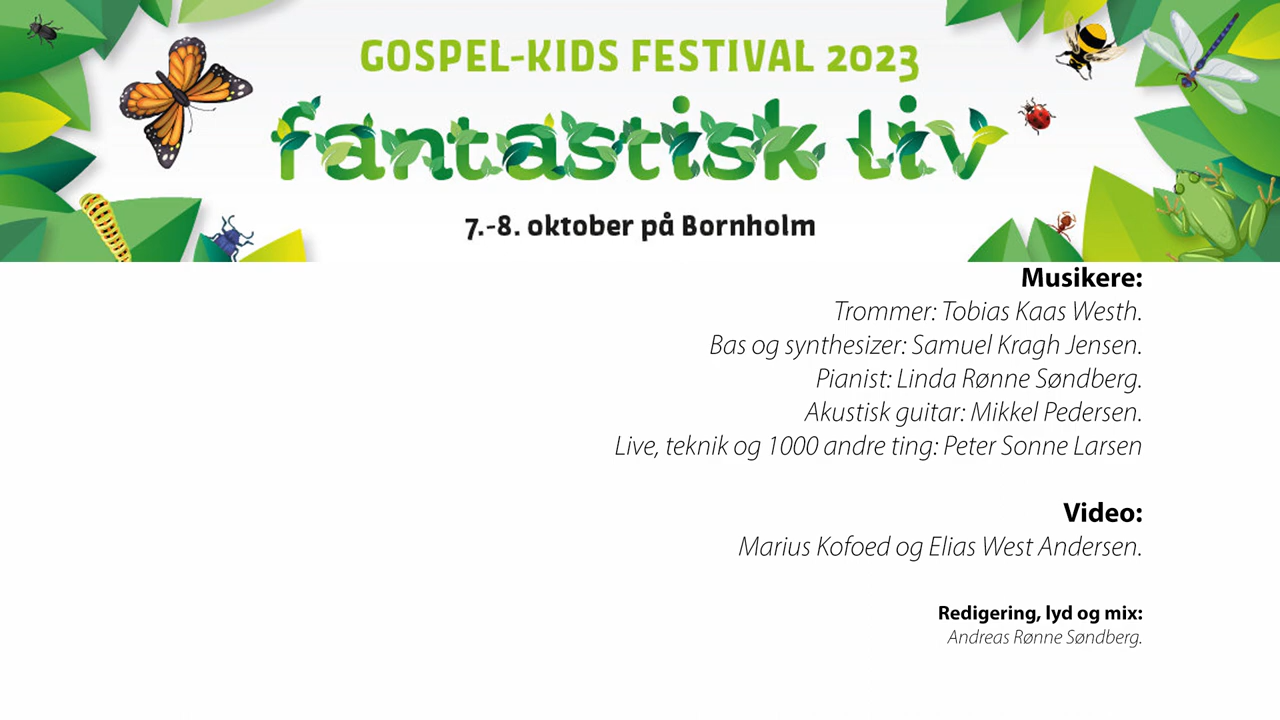 GOSPEL-KIDS FESTIVAL 2023
fantastisk liv
7.-8. oktober på Bornholm
Musikere:
Trommer: Tobias Kaas Westh.
Bas og synthesizer: Samuel Kragh Jensen.
Pianist: Linda Rønne Søndberg.
Akustisk guitar: Mikkel Pedersen.
Live, teknik og 1000 andre ting: Peter Sonne Larsen
Video:
Marius Kofoed og Elias West Andersen.
Redigering, lyd og mix:
Andreas Rønne Søndberg.